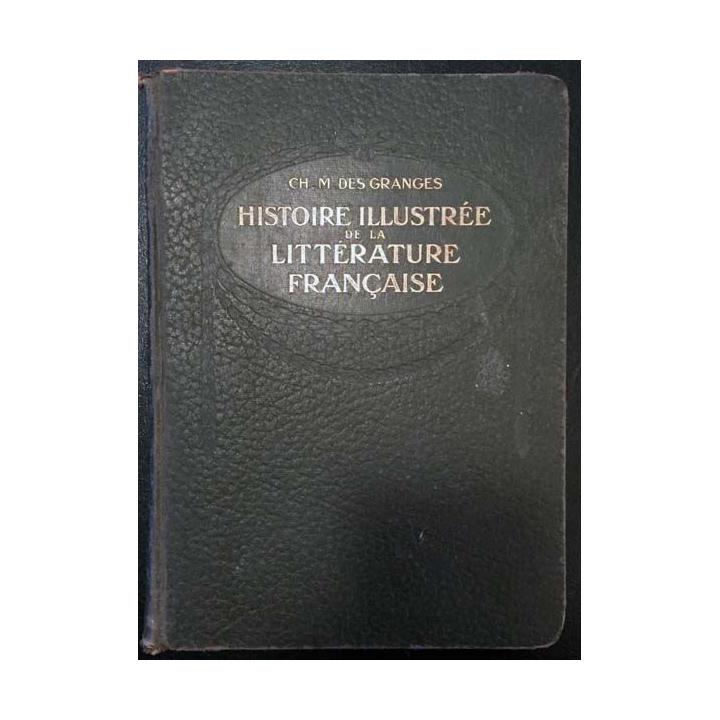 CH.-M. DES GRANGES
HISTOIRE ILLUSTRÉE
DE LA
LITTÉRATURE
FRANÇAISE